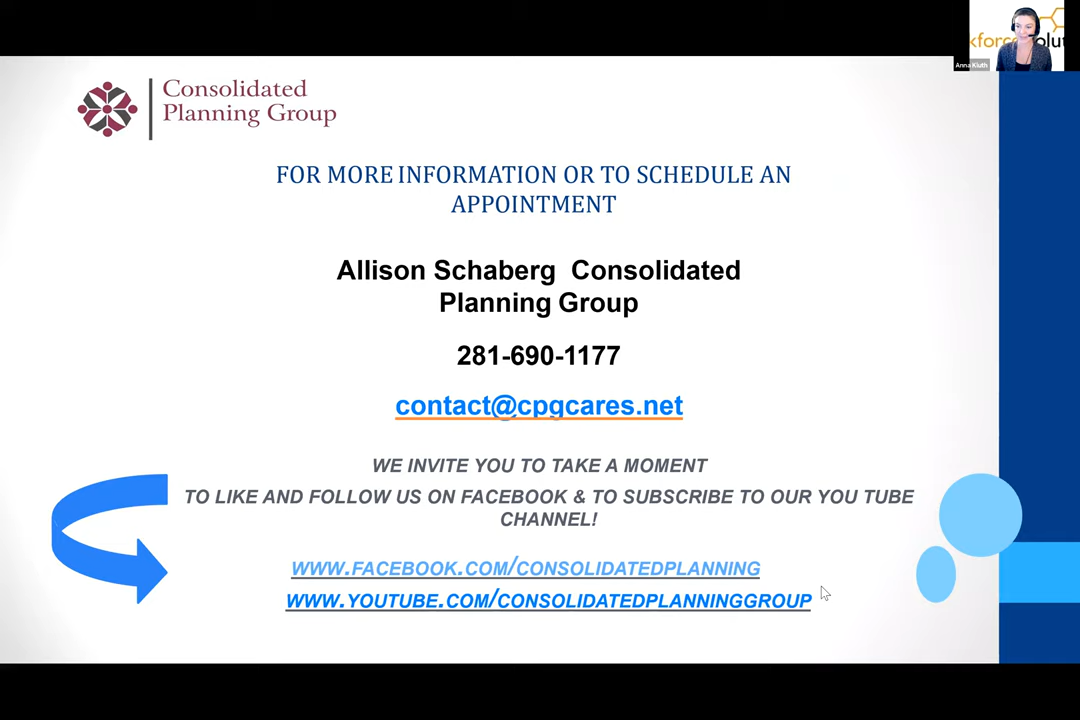 kforce Solut
Anna Kluth
Consolidated
Planning Group
FOR MORE INFORMATION OR TO SCHEDULE AN
APPOINTMENT
Allison Schaberg Consolidated
Planning Group
281-690-1177
contact@cpgcares.net
WE INVITE YOU TO TAKE A MOMENT
TO LIKE AND FOLLOW US ON FACEBOOK & TO SUBSCRIBE TO OUR YOU TUBE
CHANNEL!
WWW.FACEBOOK.COM/CONSOLIDATEDPLANNING
WWW.YOUTUBE.COM/CONSOLIDATEDPLANNINGGROUP